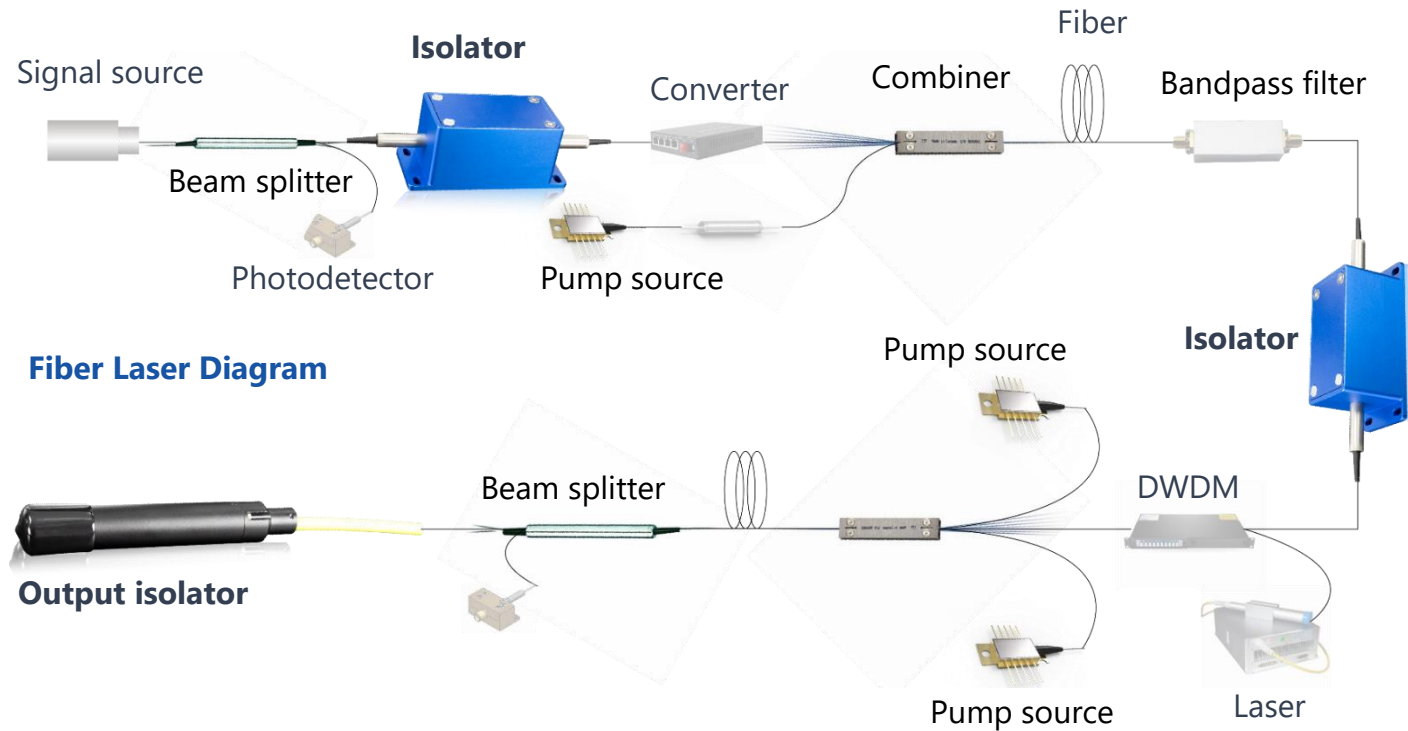 Fiber
Isolator
Signal source
Converter
Combiner
Bandpass filter
Beam splitter
Photodetector
Pump source
Isolator
Fiber Laser Diagram
Pump source
Beam splitter
DWDM
Output isolator
Pump source
Laser